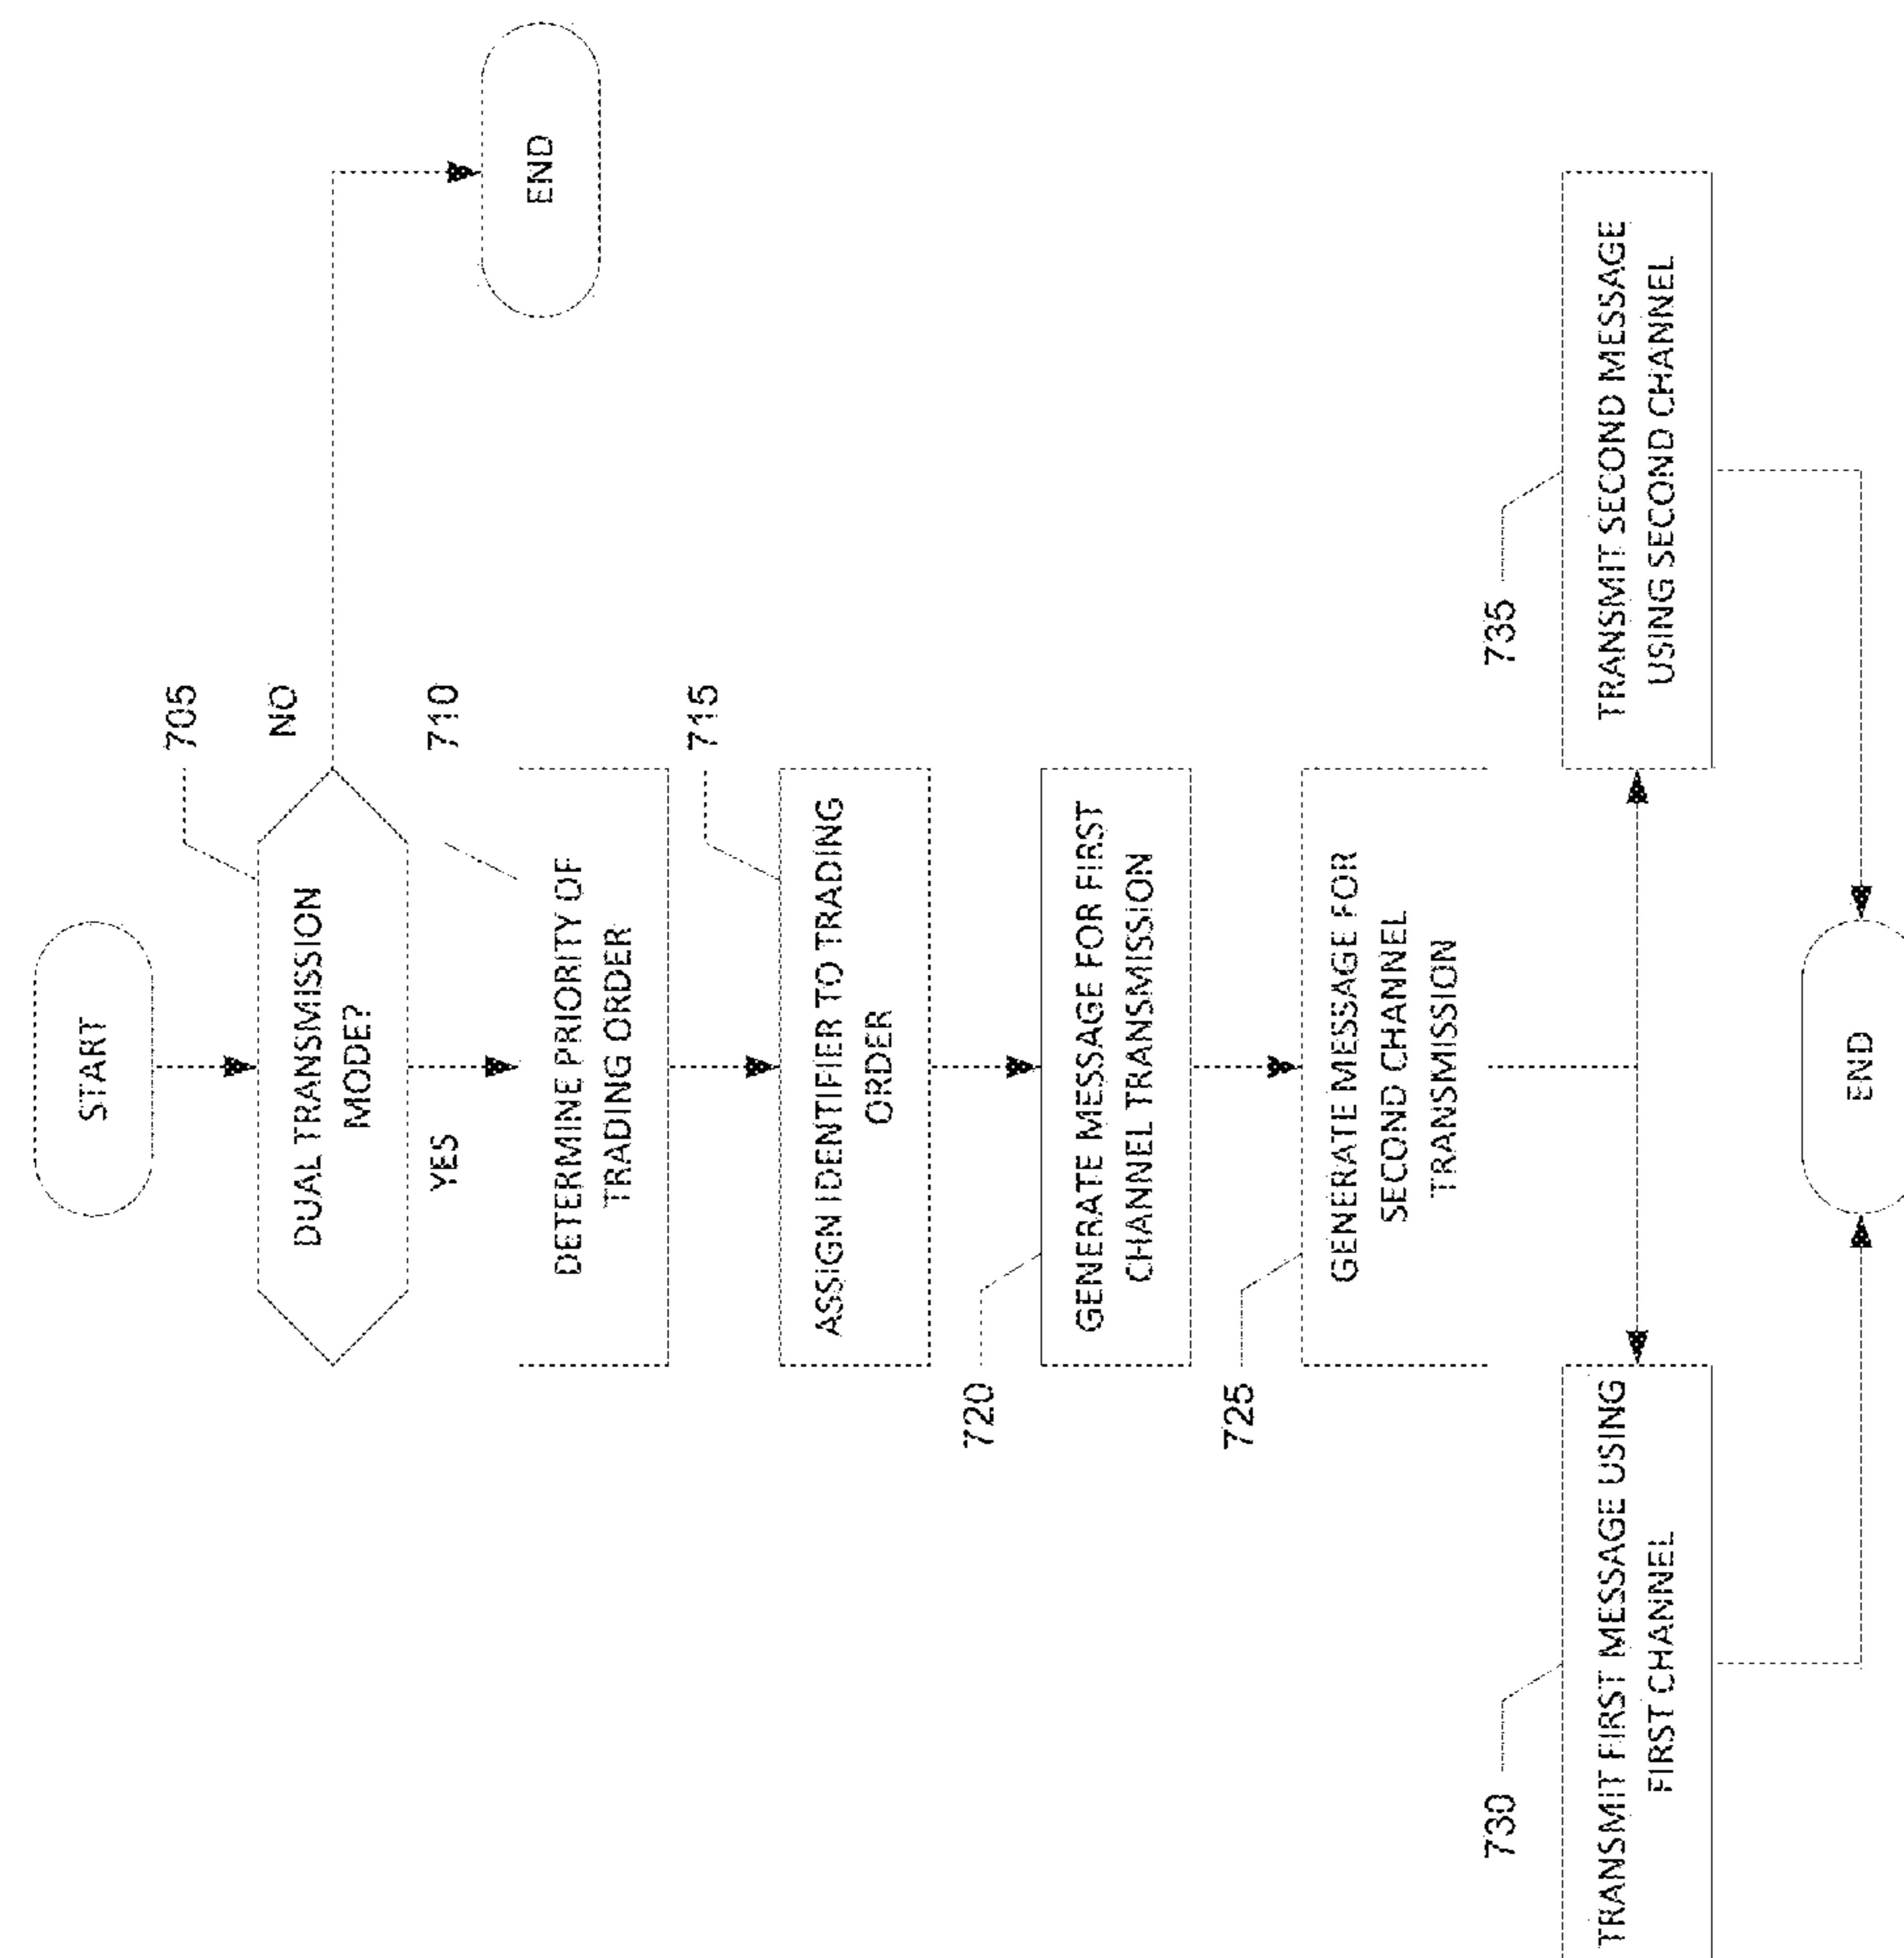 START
705
DUAL TRANSMISSION
MODE?
NO
END
YES
710
DETERMINE PRIORITY OF
TRADING ORDER
715
ASSIGN IDENTIFIER TO TRADING
ORDER
720
GENERATE MESSAGE FOR FIRST
CHANNEL TRANSMISSION
725
GENERATE MESSAGE FOR
SECOND CHANNEL
TRANSMISSION
730
TRANSMIT FIRST MESSAGE USING
FIRST CHANNEL
735
TRANSMIT SECOND MESSAGE
USING SECOND CHANNEL
END